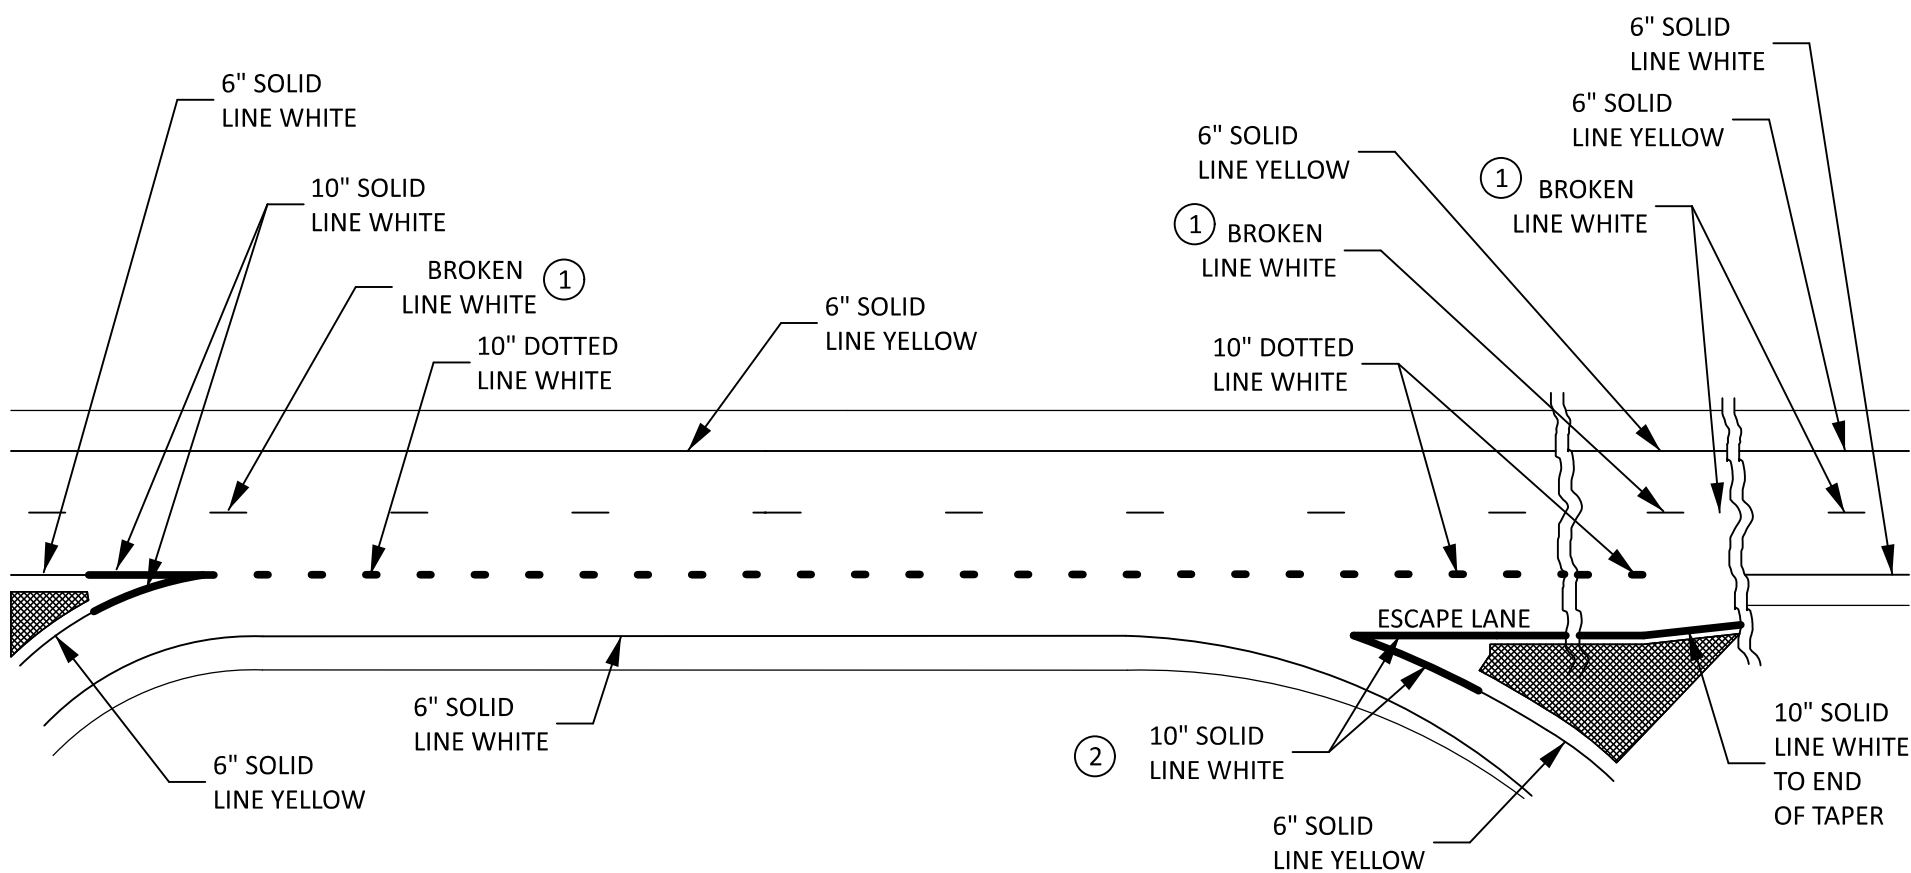 6" SOLID
LINE WHITE
6" SOLID
LINE WHITE
6" SOLID
LINE YELLOW
6" SOLID
LINE YELLOW
10" SOLID
LINE WHITE
1
BROKEN
LINE WHITE
1
BROKEN
LINE WHITE
BROKEN
LINE WHITE
1
6" SOLID
LINE YELLOW
10" DOTTED
LINE WHITE
10" DOTTED
LINE WHITE
ESCAPE LANE
6" SOLID
LINE WHITE
2
10" SOLID
LINE WHITE
10" SOLID
LINE WHITE
TO END
OF TAPER
6" SOLID
LINE YELLOW
6" SOLID
LINE YELLOW